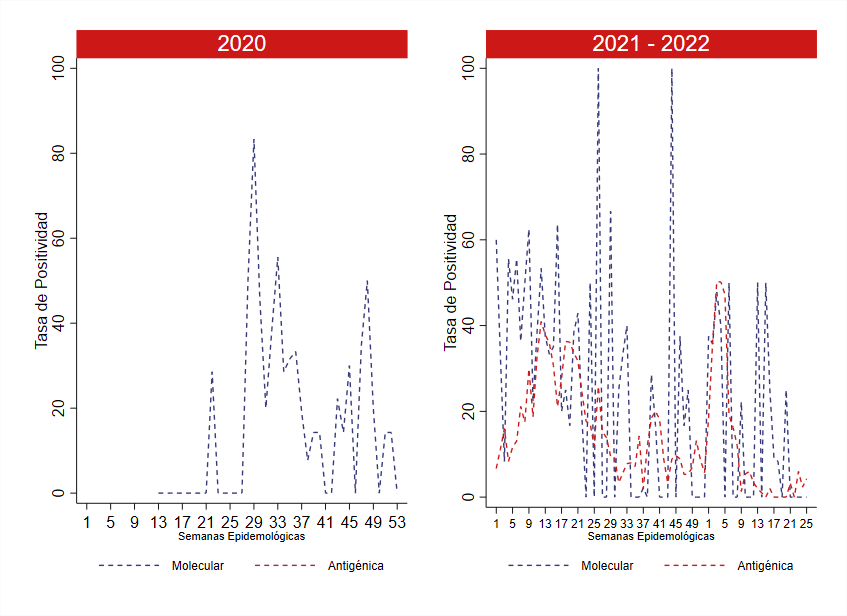 2020
100
80
60
40
20
0
Tasa de Positividad
1 5 9 13 17 21 25 29 33 37 41 45 49 53
Semanas Epidemológicas
Molecular Antigénica
2021 - 2022
100
80
60
40
20
0
Tasa de Positividad
1 5 9 13 17 21 25 29 33 37 41 45 49 1 5 9 13 17 21 25
Semanas Epidemológicas
Molecular Antigénica